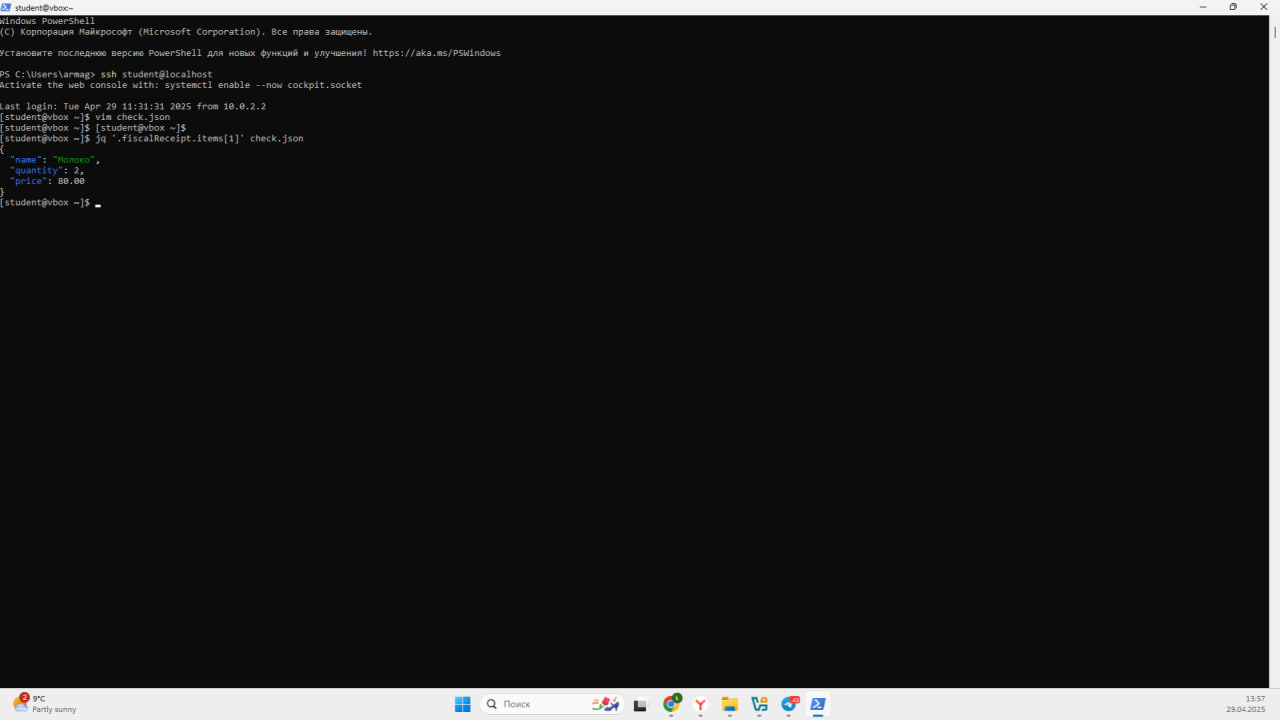 student@vbox:~
Windows PowerShell
(C) Корпорация Майкрософт (Microsoft Corporation). Все права защищены.
Установите последнюю версию PowerShell для новых функций и улучшения! https://aka.ms/PSWindows
PS C:\Users\armag> ssh student@localhost
Activate the web console with: systemctl enable --now cockpit.socket
Last login: Tue Apr 29 11:31:31 2025 from 10.0.2.2
[student@vbox ~]$ vim check.json
[student@vbox ~]$ [student@vbox ~]$
[student@vbox ~]$ jq '.fiscalReceipt.items[1]' check.json
{
  "name": "Молоко",
  "quantity": 2,
  "price": 80.00
}
[student@vbox ~]$
2
9°C
Partly sunny
Поиск
13:57
29.04.2025